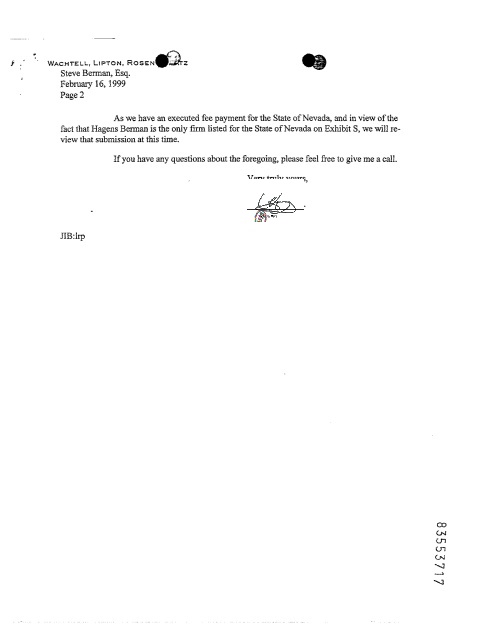 WACHTELL, LIPTON, ROSEN TZ
Steve Berman, Esq.
February 16, 1999
Page 2
As we have an executed fee payment for the State of Nevada, and in view of the
fact that Hagens Berman is the only firm listed for the State of Nevada on Exhibit S, we will re-
view that submission at this time.
If you have any questions about the foregoing, please feel free to give me a call.
Very truly yours,
JIB:lrp
83553717